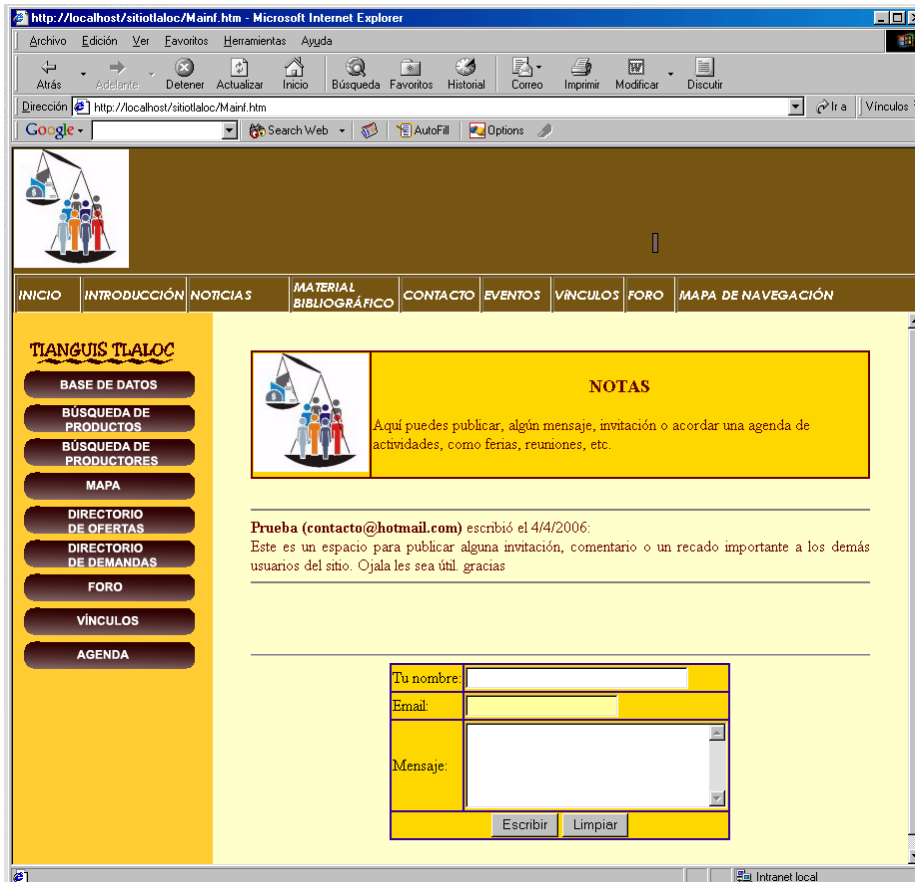 http://localhost/sitiotlaloc/Mainf.htm - Microsoft Internet Explorer
Archivo Edición Ver Favoritos Herramientas Ayuda
Atrás Adelante Detener Actualizar Inicio Búsqueda Favoritos Historial Correo Imprimir Modificar Discutir
Dirección http://localhost/sitiotlaloc/Mainf.htm Ir a Vínculos
Google Search Web AutoFill Options
INICIO INTRODUCCIÓN NOTICIAS MATERIAL BIBLIOGRÁFICO CONTACTO EVENTOS VÍNCULOS FORO MAPA DE NAVEGACIÓN
TIANGUIS TLALOC
BASE DE DATOS
BÚSQUEDA DE
PRODUCTOS
BÚSQUEDA DE
PRODUCTORES
MAPA
DIRECTORIO
DE OFERTAS
DIRECTORIO
DE DEMANDAS
FORO
VÍNCULOS
AGENDA
NOTAS
Aquí puedes publicar, algún mensaje, invitación o acordar una agenda de
actividades, como ferias, reuniones, etc.
Prueba (contacto@hotmail.com) escribió el 4/4/2006:
Este es un espacio para publicar alguna invitación, comentario o un recado importante a los demás
usuarios del sitio. Ojala les sea útil. gracias
Tu nombre:
Email:
Mensaje:
Escribir Limpiar
Intranet local